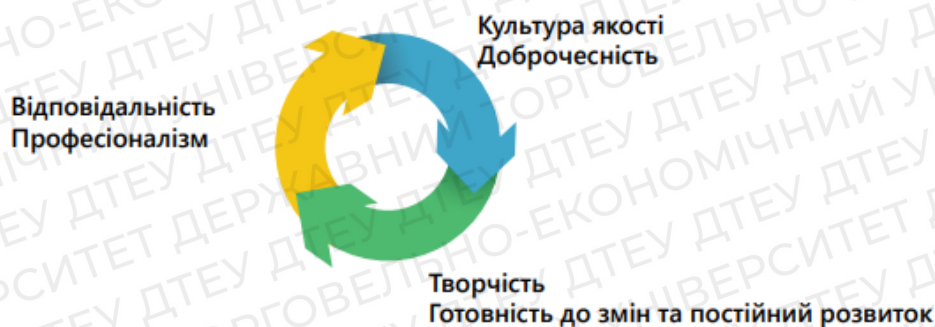 Культура якості
Доброчесність
Відповідальність
Професіоналізм
Творчість
Готовність до змін та постійний розвиток